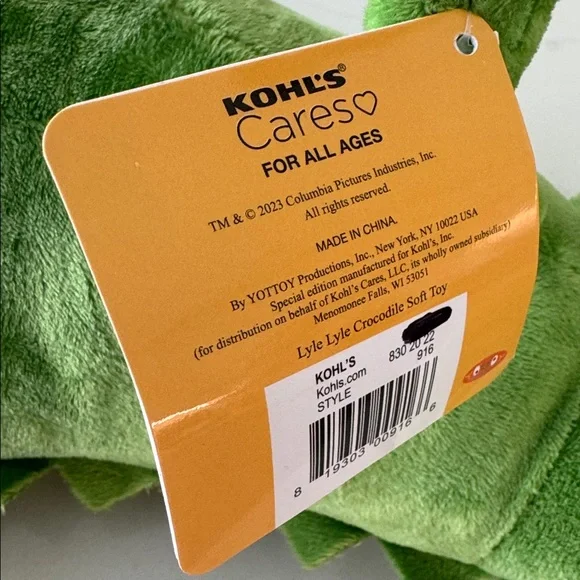 KOHL'S®
Cares♡
FOR ALL AGES
TM & © 2023 Columbia Pictures Industries, Inc.
All rights reserved.
MADE IN CHINA.
By YOTTOY Productions, Inc., New York, NY 10022 USA
Special edition manufactured for Kohl's, Inc.
(for distribution on behalf of Kohl's Cares, LLC, its wholly owned subsidiary)
Menomonee Falls, WI 53051
Lyle Lyle Crocodile Soft Toy
KOHL'S 830 20 22
Kohls.com 916
STYLE
8 19303 00916 6